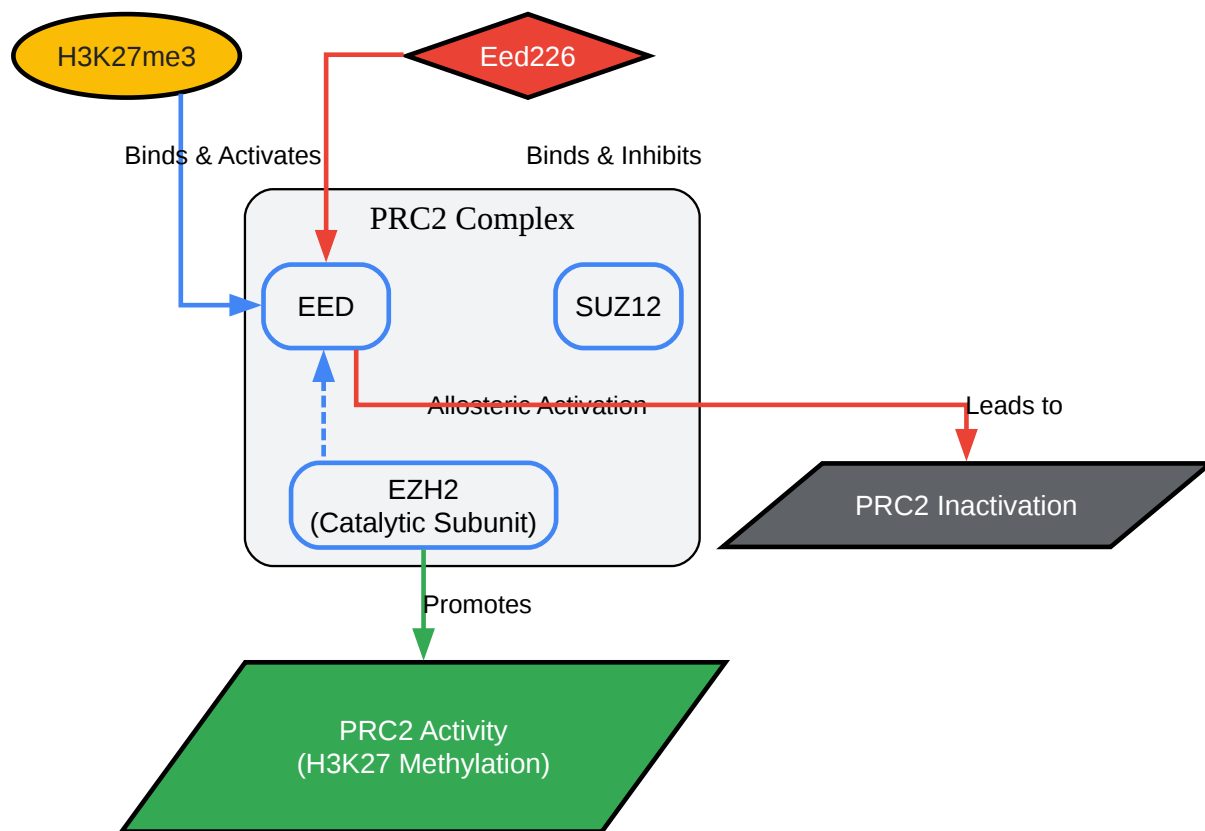 H3K27me3
Eed226
Binds & Activates
Binds & Inhibits
PRC2 Complex
EED
SUZ12
Allosteric Activation
Leads to
EZH2
(Catalytic Subunit)
PRC2 Inactivation
Promotes
PRC2 Activity
(H3K27 Methylation)